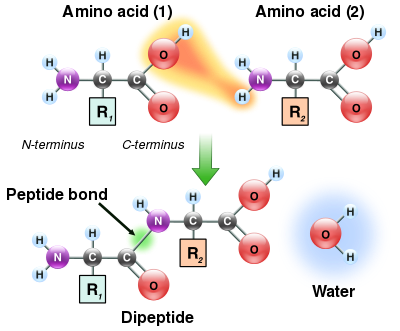 Amino acid (1)
Amino acid (2)
H
H
H
H
H
O
H
N
C
C
N
C
C
O
H
R1
O
H
R2
O
N-terminus
C-terminus
H
Peptide bond
H
O
H
N
C
C
H
H
H
O
N
C
C
R2
O
H
H
R1
O
Water
Dipeptide